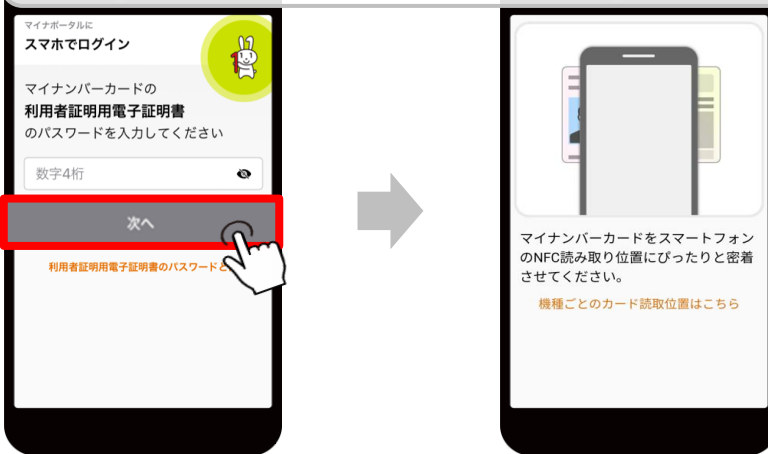 マイナポータルに
スマホでログイン
マイナンバーカードの
利用者証明用電子証明書
のパスワードを入力してください
数字4桁
次へ
利用者証明用電子証明書のパスワードと
マイナンバーカードをスマートフォン
のNFC読み取り位置にぴったりと密着
させてください。
機種ごとのカード読取位置はこちら